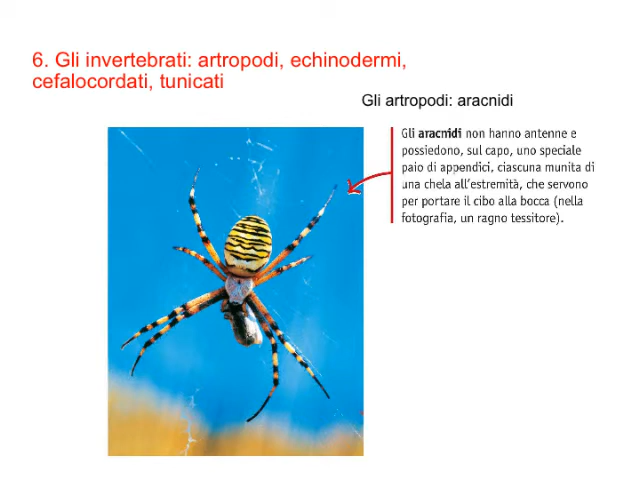 6. Gli invertebrati: artropodi, echinodermi,
cefalocordati, tunicati
Gli artropodi: aracnidi
Gli aracnidi non hanno antenne e
possiedono, sul capo, uno speciale
paio di appendici, ciascuna munita di
una chela all'estremità, che servono
per portare il cibo alla bocca (nella
fotografia, un ragno tessitore).